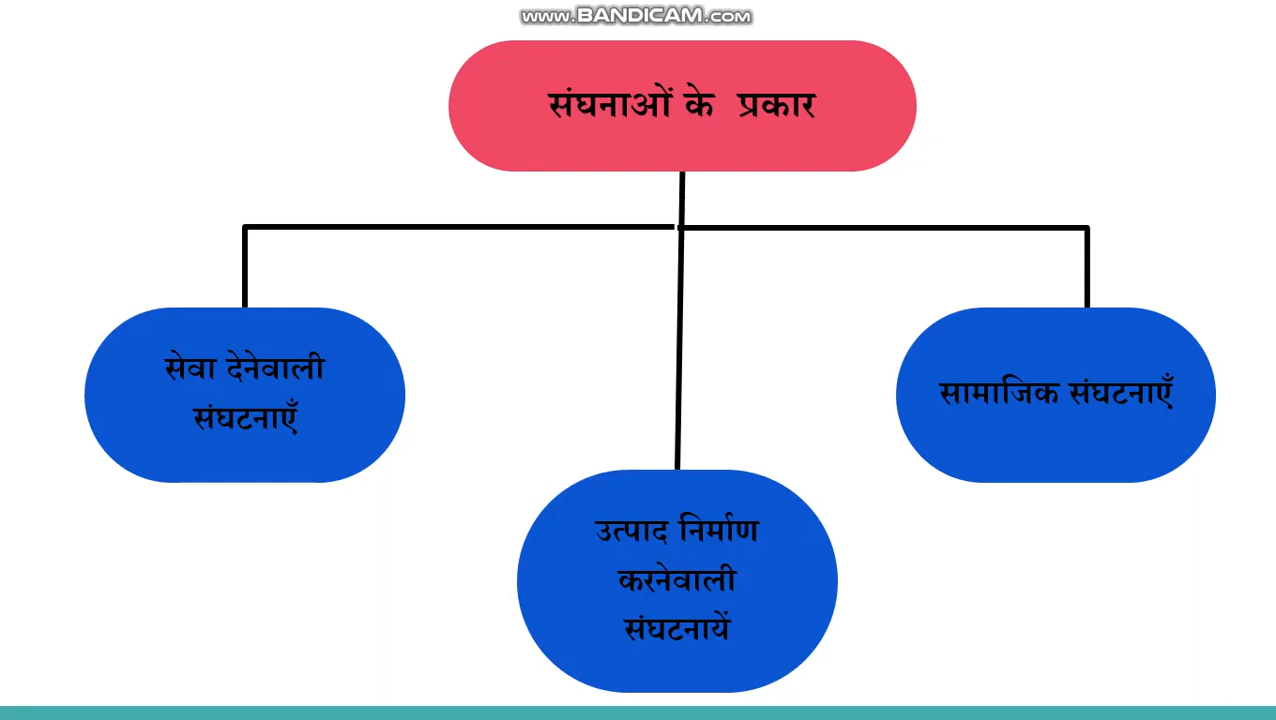 www.BANDICAM.com
संघनाओं के प्रकार
सेवा देनेवाली
संघटनाएँ
सामाजिक संघटनाएँ
उत्पाद निर्माण
करनेवाली
संघटनायें